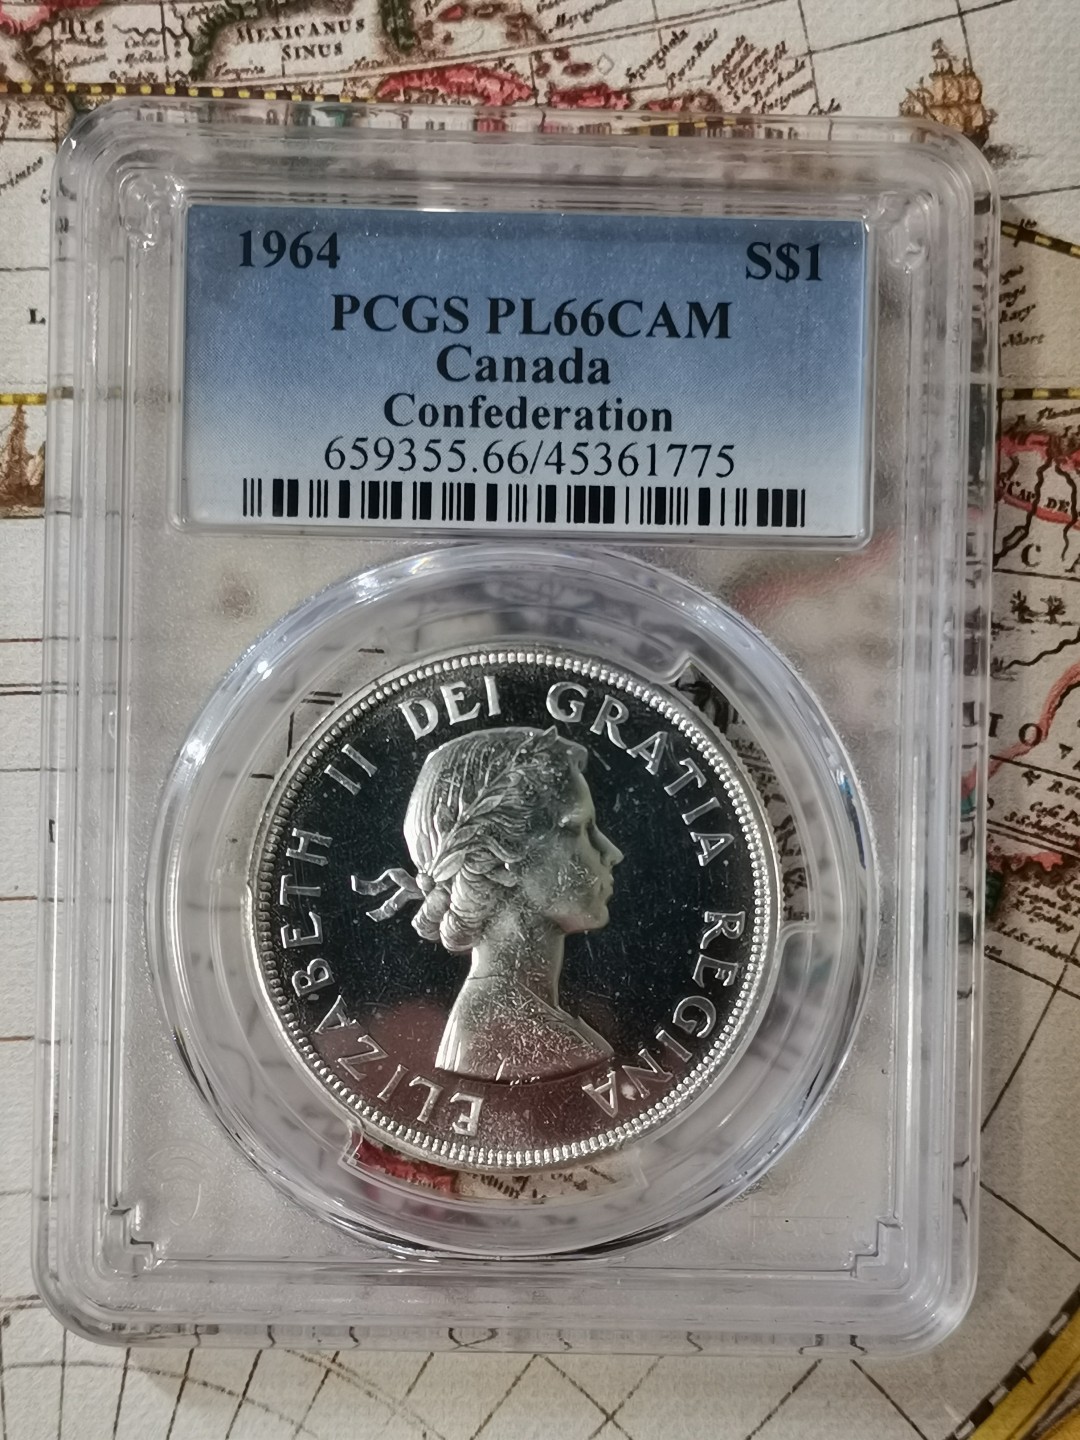 MEXICANUS
SINUS
1964 S$1
PCGS PL66CAM
Canada
Confederation
659355.66/45361775
ELIZABETH II DEI GRATIA REGINA